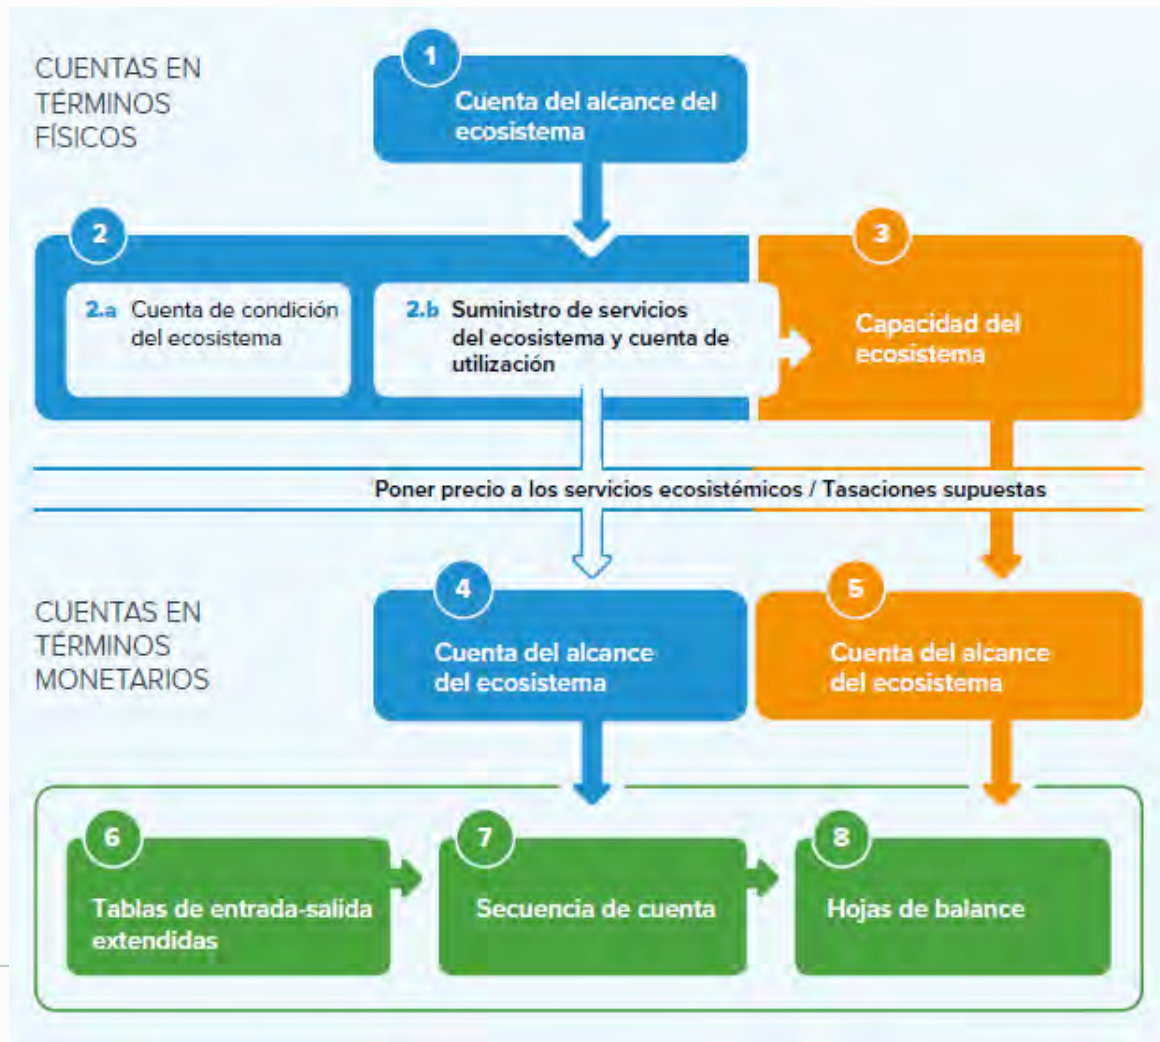 CUENTAS EN
TÉRMINOS
FÍSICOS
1
Cuenta del alcance del
ecosistema
2
2.a Cuenta de condición
del ecosistema
2.b Suministro de servicios
del ecosistema y cuenta de
utilización
3
Capacidad del
ecosistema
Poner precio a los servicios ecosistémicos / Tasaciones supuestas
CUENTAS EN
TÉRMINOS
MONETARIOS
4
Cuenta del alcance
del ecosistema
5
Cuenta del alcance
del ecosistema
6
Tablas de entrada-salida
extendidas
7
Secuencia de cuenta
8
Hojas de balance